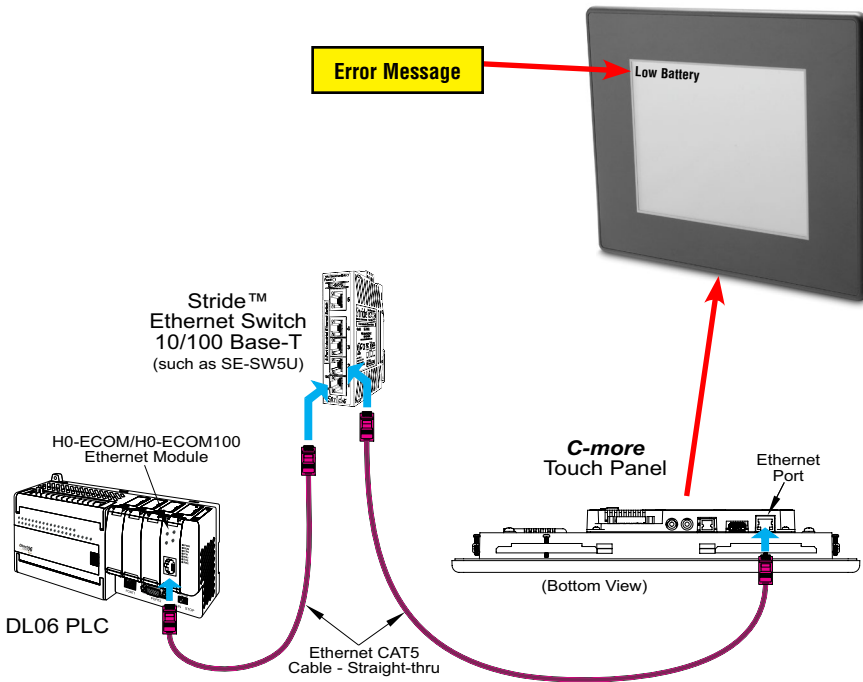 Error Message
Low Battery
Stride™
Ethernet Switch
10/100 Base-T
(such as SE-SW5U)
H0-ECOM/H0-ECOM100
Ethernet Module
C-more
Touch Panel
Ethernet
Port
(Bottom View)
DL06 PLC
Ethernet CAT5
Cable - Straight-thru